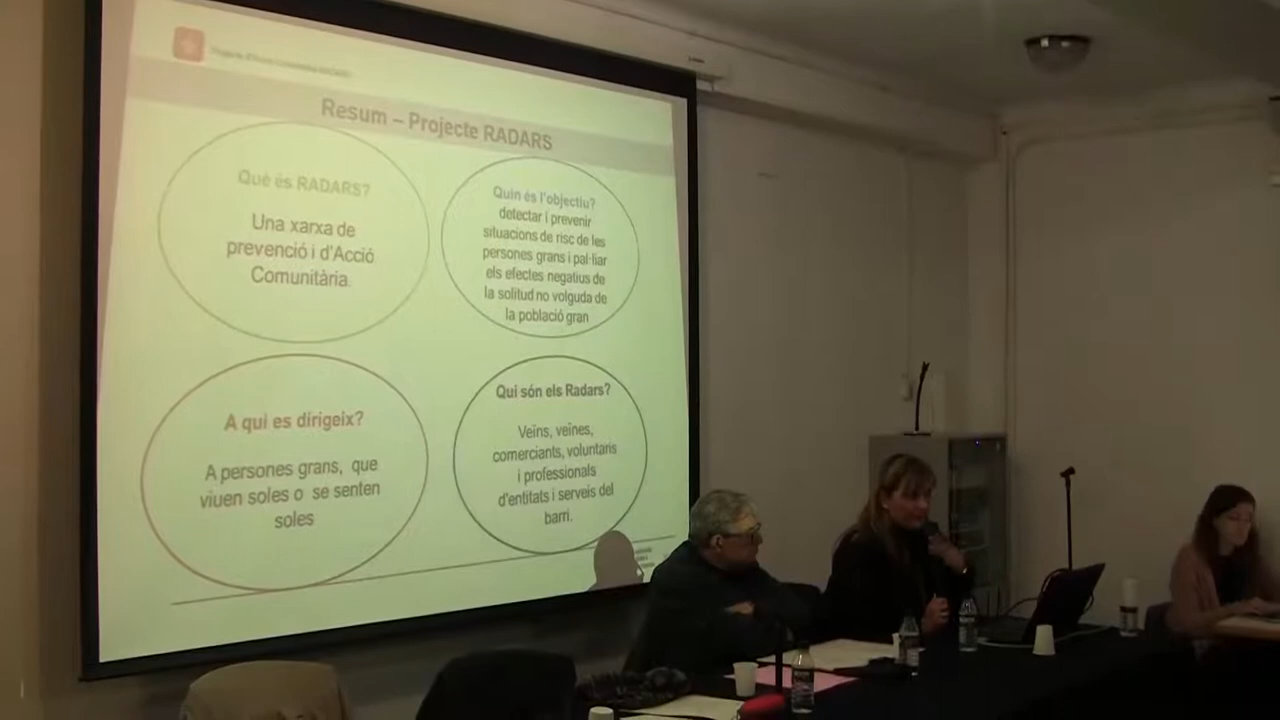 Resum – Projecte RADARS
Què és RADARS?
Una xarxa de
prevenció i d'Acció
Comunitària.
Quin és l'objectiu?
detectar i prevenir
situacions de risc de les
persones grans i pal·liar
els efectes negatius de
la solitud no volguda de
la població gran
A qui es dirigeix?
A persones grans, que
viuen soles o se senten
soles
Qui són els Radars?
Veïns, veïnes,
comerciants, voluntaris
i professionals
d'entitats i serveis del
barri.